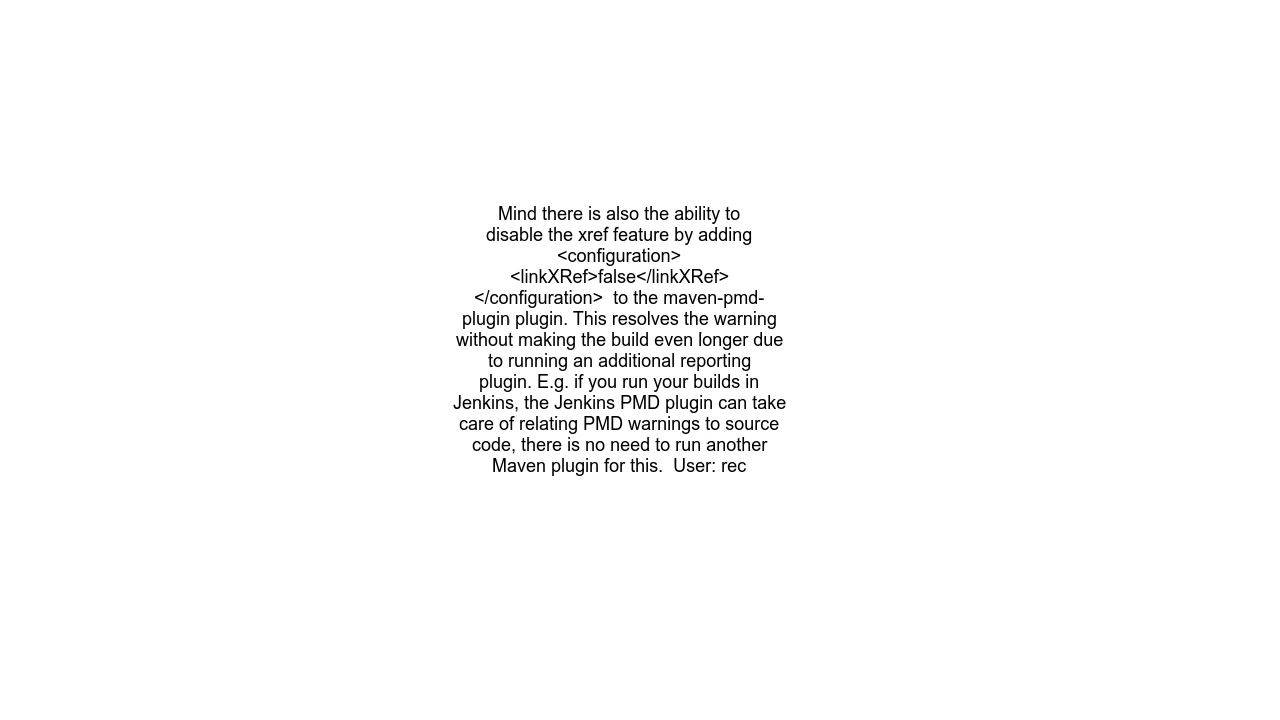 Mind there is also the ability to
disable the xref feature by adding
<configuration>
<linkXRef>false</linkXRef>
</configuration>  to the maven-pmd-
plugin plugin. This resolves the warning
without making the build even longer due
to running an additional reporting
plugin. E.g. if you run your builds in
Jenkins, the Jenkins PMD plugin can take
care of relating PMD warnings to source
code, there is no need to run another
Maven plugin for this.  User: rec